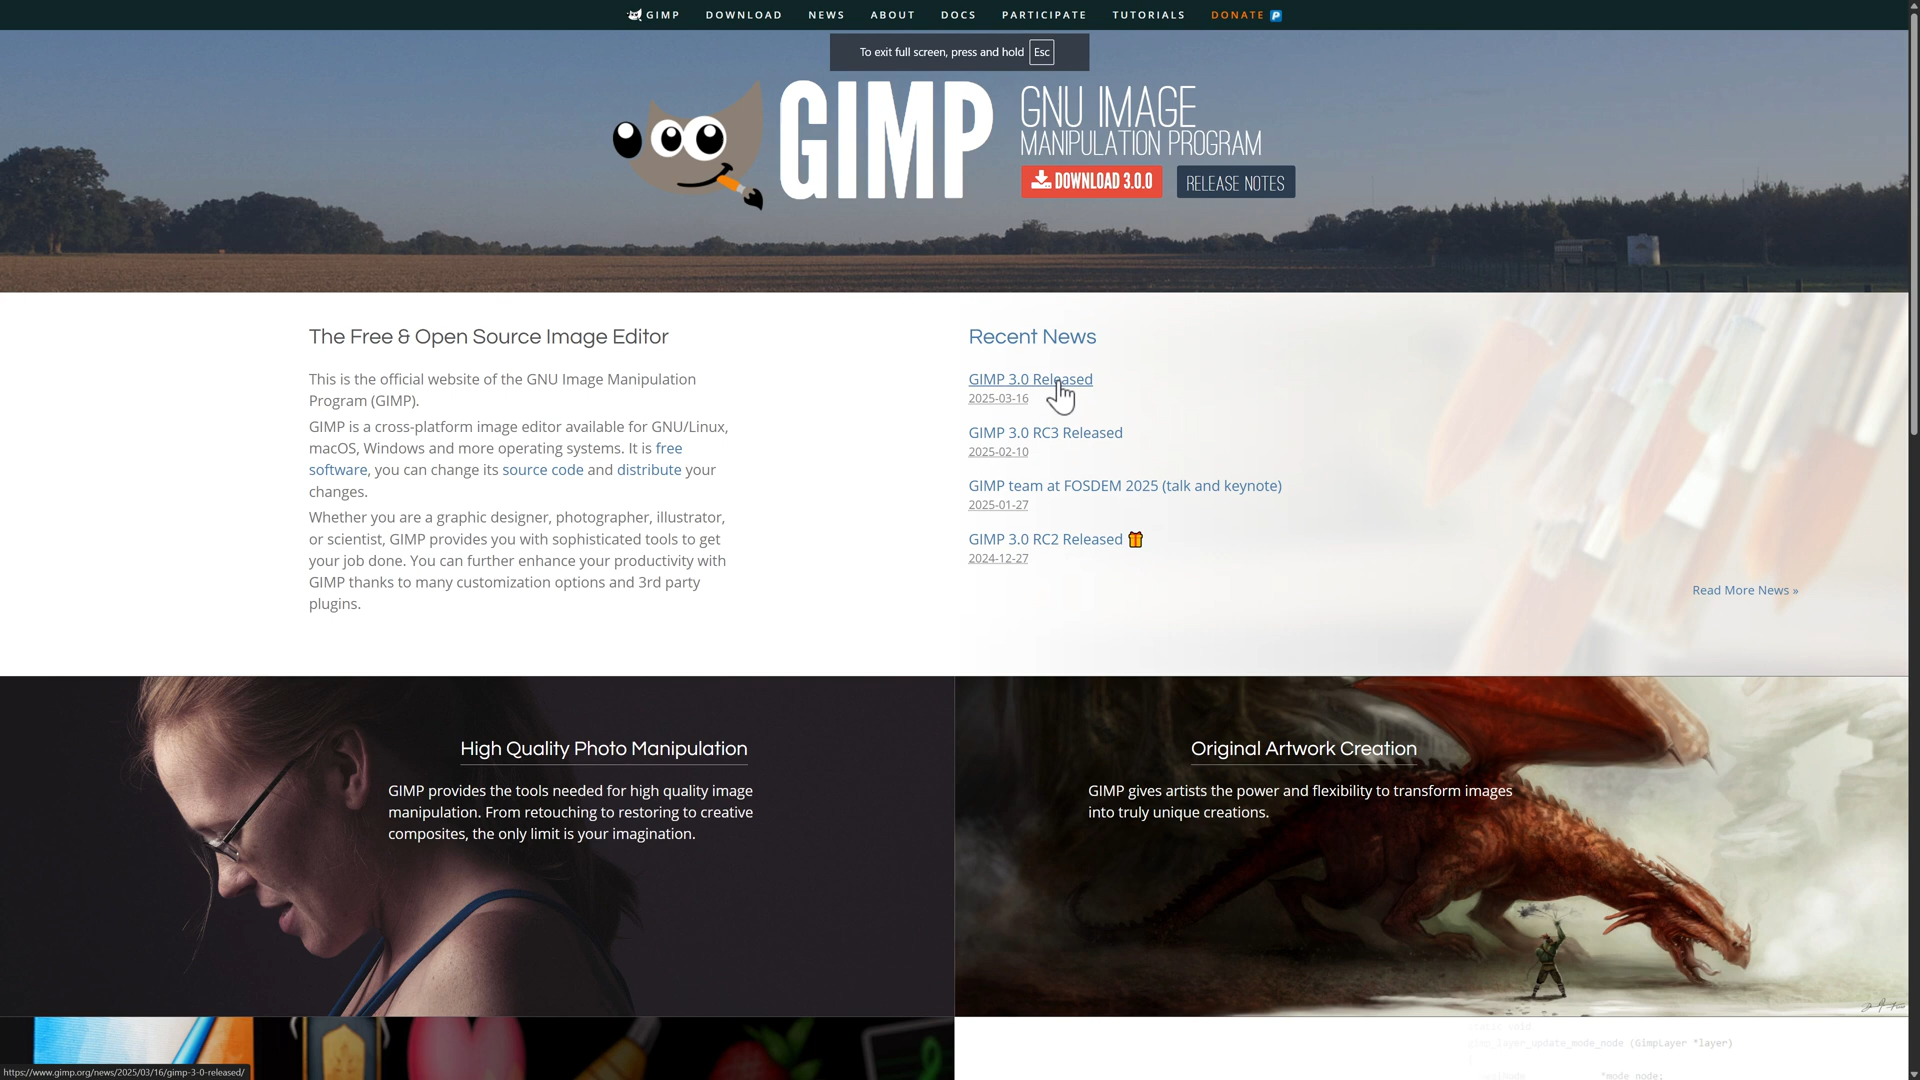 GIMP DOWNLOAD NEWS ABOUT DOCS PARTICIPATE TUTORIALS DONATE
To exit full screen, press and hold Esc
GIMP
GNU IMAGE
MANIPULATION PROGRAM
DOWNLOAD 3.0.0 RELEASE NOTES
The Free & Open Source Image Editor
This is the official website of the GNU Image Manipulation
Program (GIMP).
GIMP is a cross-platform image editor available for GNU/Linux,
macOS, Windows and more operating systems. It is free
software, you can change its source code and distribute your
changes.
Whether you are a graphic designer, photographer, illustrator,
or scientist, GIMP provides you with sophisticated tools to get
your job done. You can further enhance your productivity with
GIMP thanks to many customization options and 3rd party
plugins.
Recent News
GIMP 3.0 Released
2025-03-16
GIMP 3.0 RC3 Released
2025-02-10
GIMP team at FOSDEM 2025 (talk and keynote)
2025-01-27
GIMP 3.0 RC2 Released 🎁
2024-12-27
Read More News »
High Quality Photo Manipulation
GIMP provides the tools needed for high quality image
manipulation. From retouching to restoring to creative
composites, the only limit is your imagination.
Original Artwork Creation
GIMP gives artists the power and flexibility to transform images
into truly unique creations.
static void
gimp_layer_update_mode_node (GimpLayer *layer)
*mode_node;
https://www.gimp.org/news/2025/03/16/gimp-3-0-released/